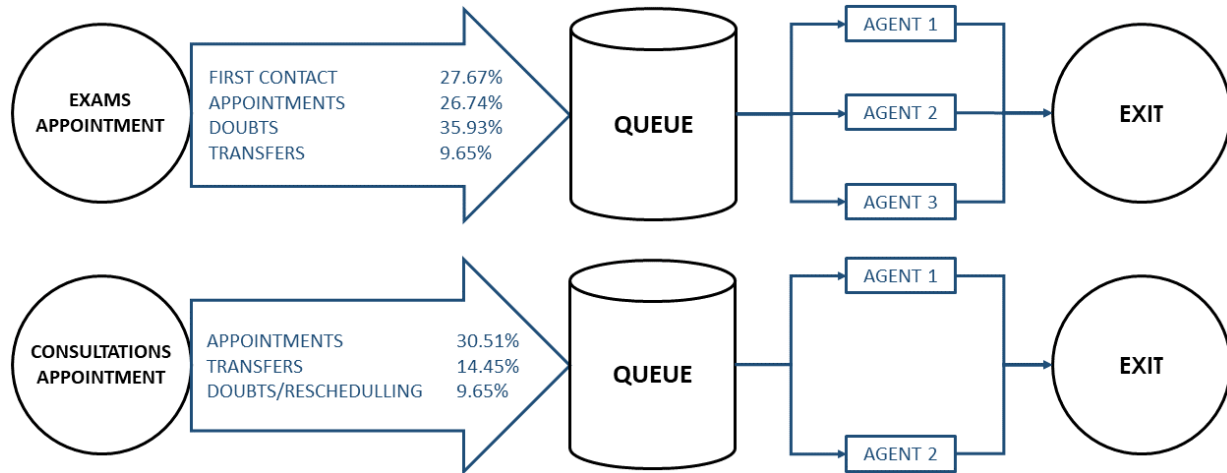 EXAMS
APPOINTMENT
FIRST CONTACT 27.67%
APPOINTMENTS 26.74%
DOUBTS 35.93%
TRANSFERS 9.65%
QUEUE
AGENT 1
AGENT 2
AGENT 3
EXIT
CONSULTATIONS
APPOINTMENT
APPOINTMENTS 30.51%
TRANSFERS 14.45%
DOUBTS/RESCHEDULLING 9.65%
QUEUE
AGENT 1
AGENT 2
EXIT